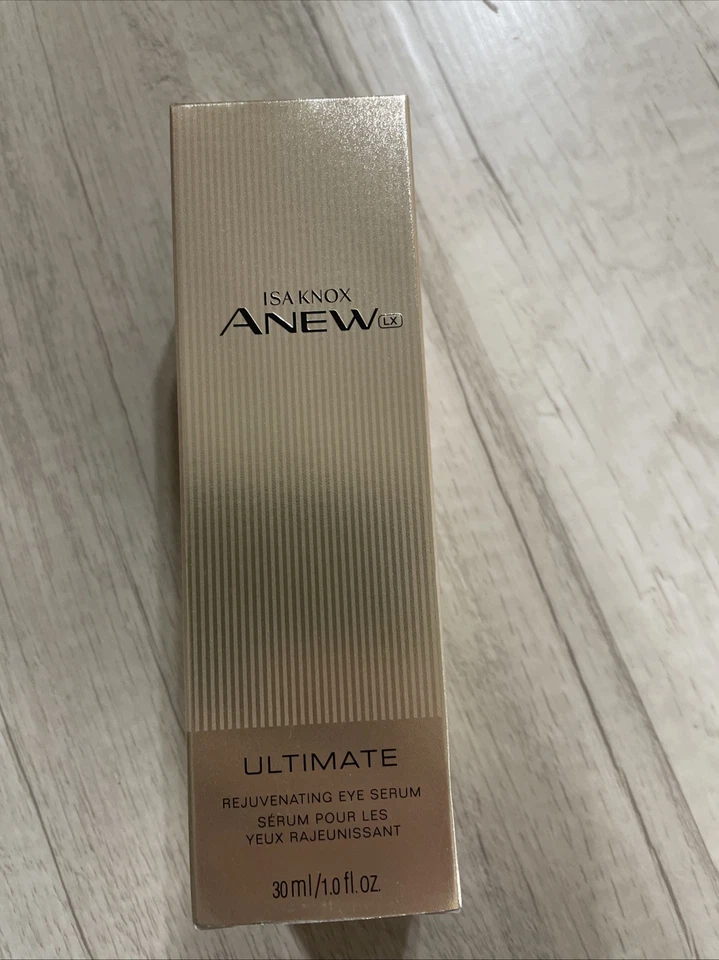 ISA KNOX
ANEW LX
ULTIMATE
REJUVENATING EYE SERUM
SÉRUM POUR LES
YEUX RAJEUNISSANT
30 ml/1.0 fl.oz.